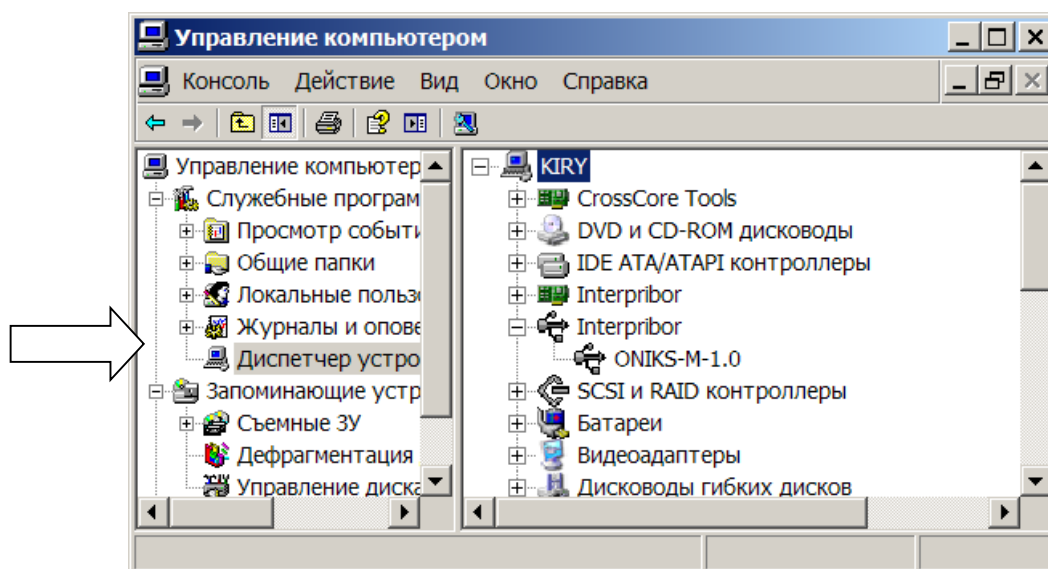 Управление компьютером
Консоль Действие Вид Окно Справка
Управление компьютер
Служебные програм
Просмотр событи
Общие папки
Локальные польз
Журналы и опове
Диспетчер устро
Запоминающие устр
Съемные ЗУ
Дефрагментация
Управление диска
KIRY
CrossCore Tools
DVD и CD-ROM дисководы
IDE ATA/ATAPI контроллеры
Interpribor
Interpribor
ONIKS-M-1.0
SCSI и RAID контроллеры
Батареи
Видеоадаптеры
Дисководы гибких дисков